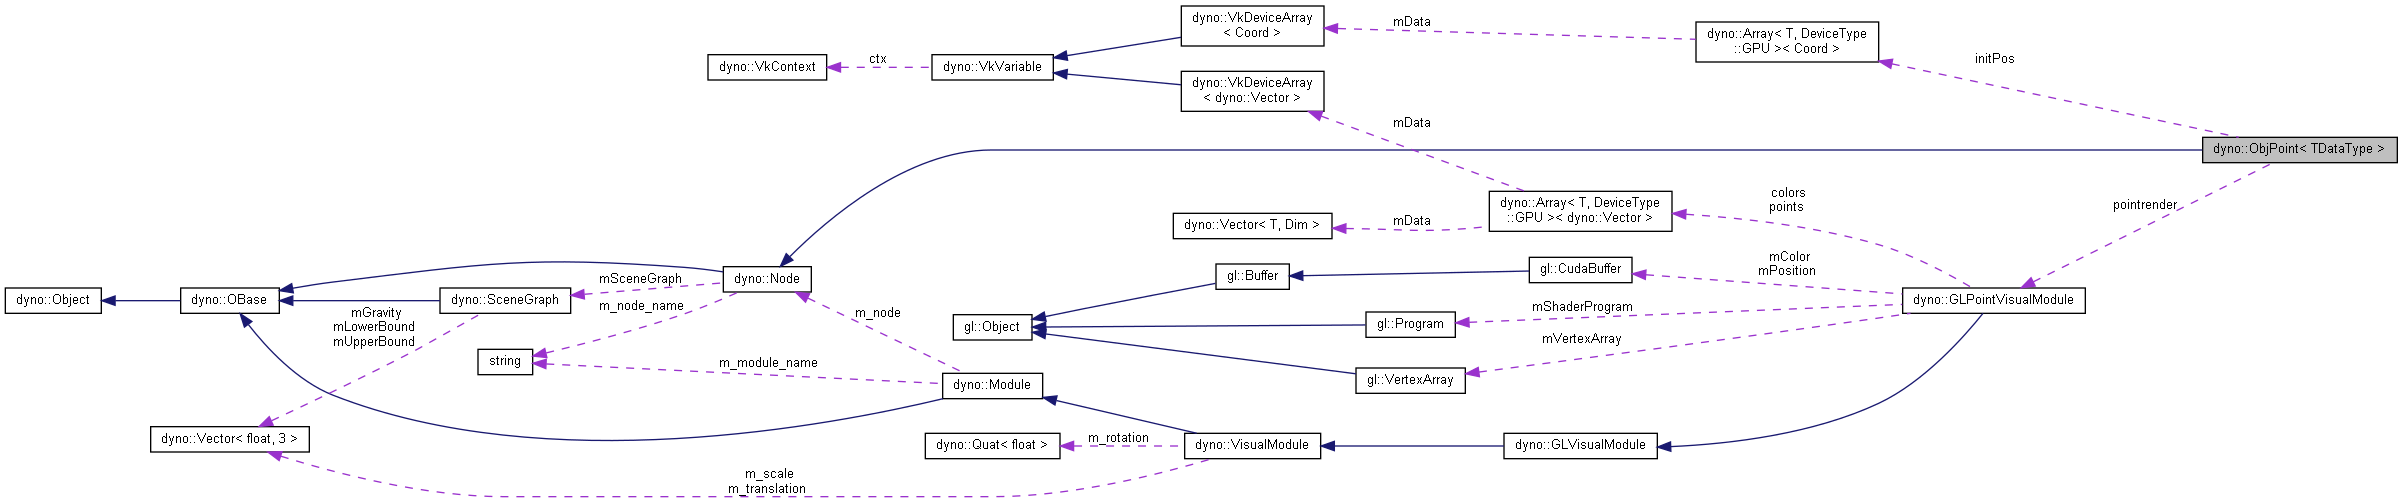 dyno::VkDeviceArray
< Coord >
mData
dyno::Array< T, DeviceType
::GPU >< Coord >
dyno::VkContext
ctx
dyno::VkVariable
initPos
dyno::VkDeviceArray
< dyno::Vector >
mData
dyno::ObjPoint< TDataType >
colors
points
pointrender
dyno::Array< T, DeviceType
::GPU >< dyno::Vector >
dyno::Vector< T, Dim >
mData
mColor
mPosition
gl::CudaBuffer
gl::Buffer
dyno::Node
mSceneGraph
dyno::Object
dyno::OBase
dyno::SceneGraph
m_node_name
dyno::GLPointVisualModule
mShaderProgram
mGravity
mLowerBound
mUpperBound
m_node
gl::Object
gl::Program
mVertexArray
string
m_module_name
dyno::Module
gl::VertexArray
dyno::Vector< float, 3 >
dyno::Quat< float >
m_rotation
dyno::VisualModule
dyno::GLVisualModule
m_scale
m_translation